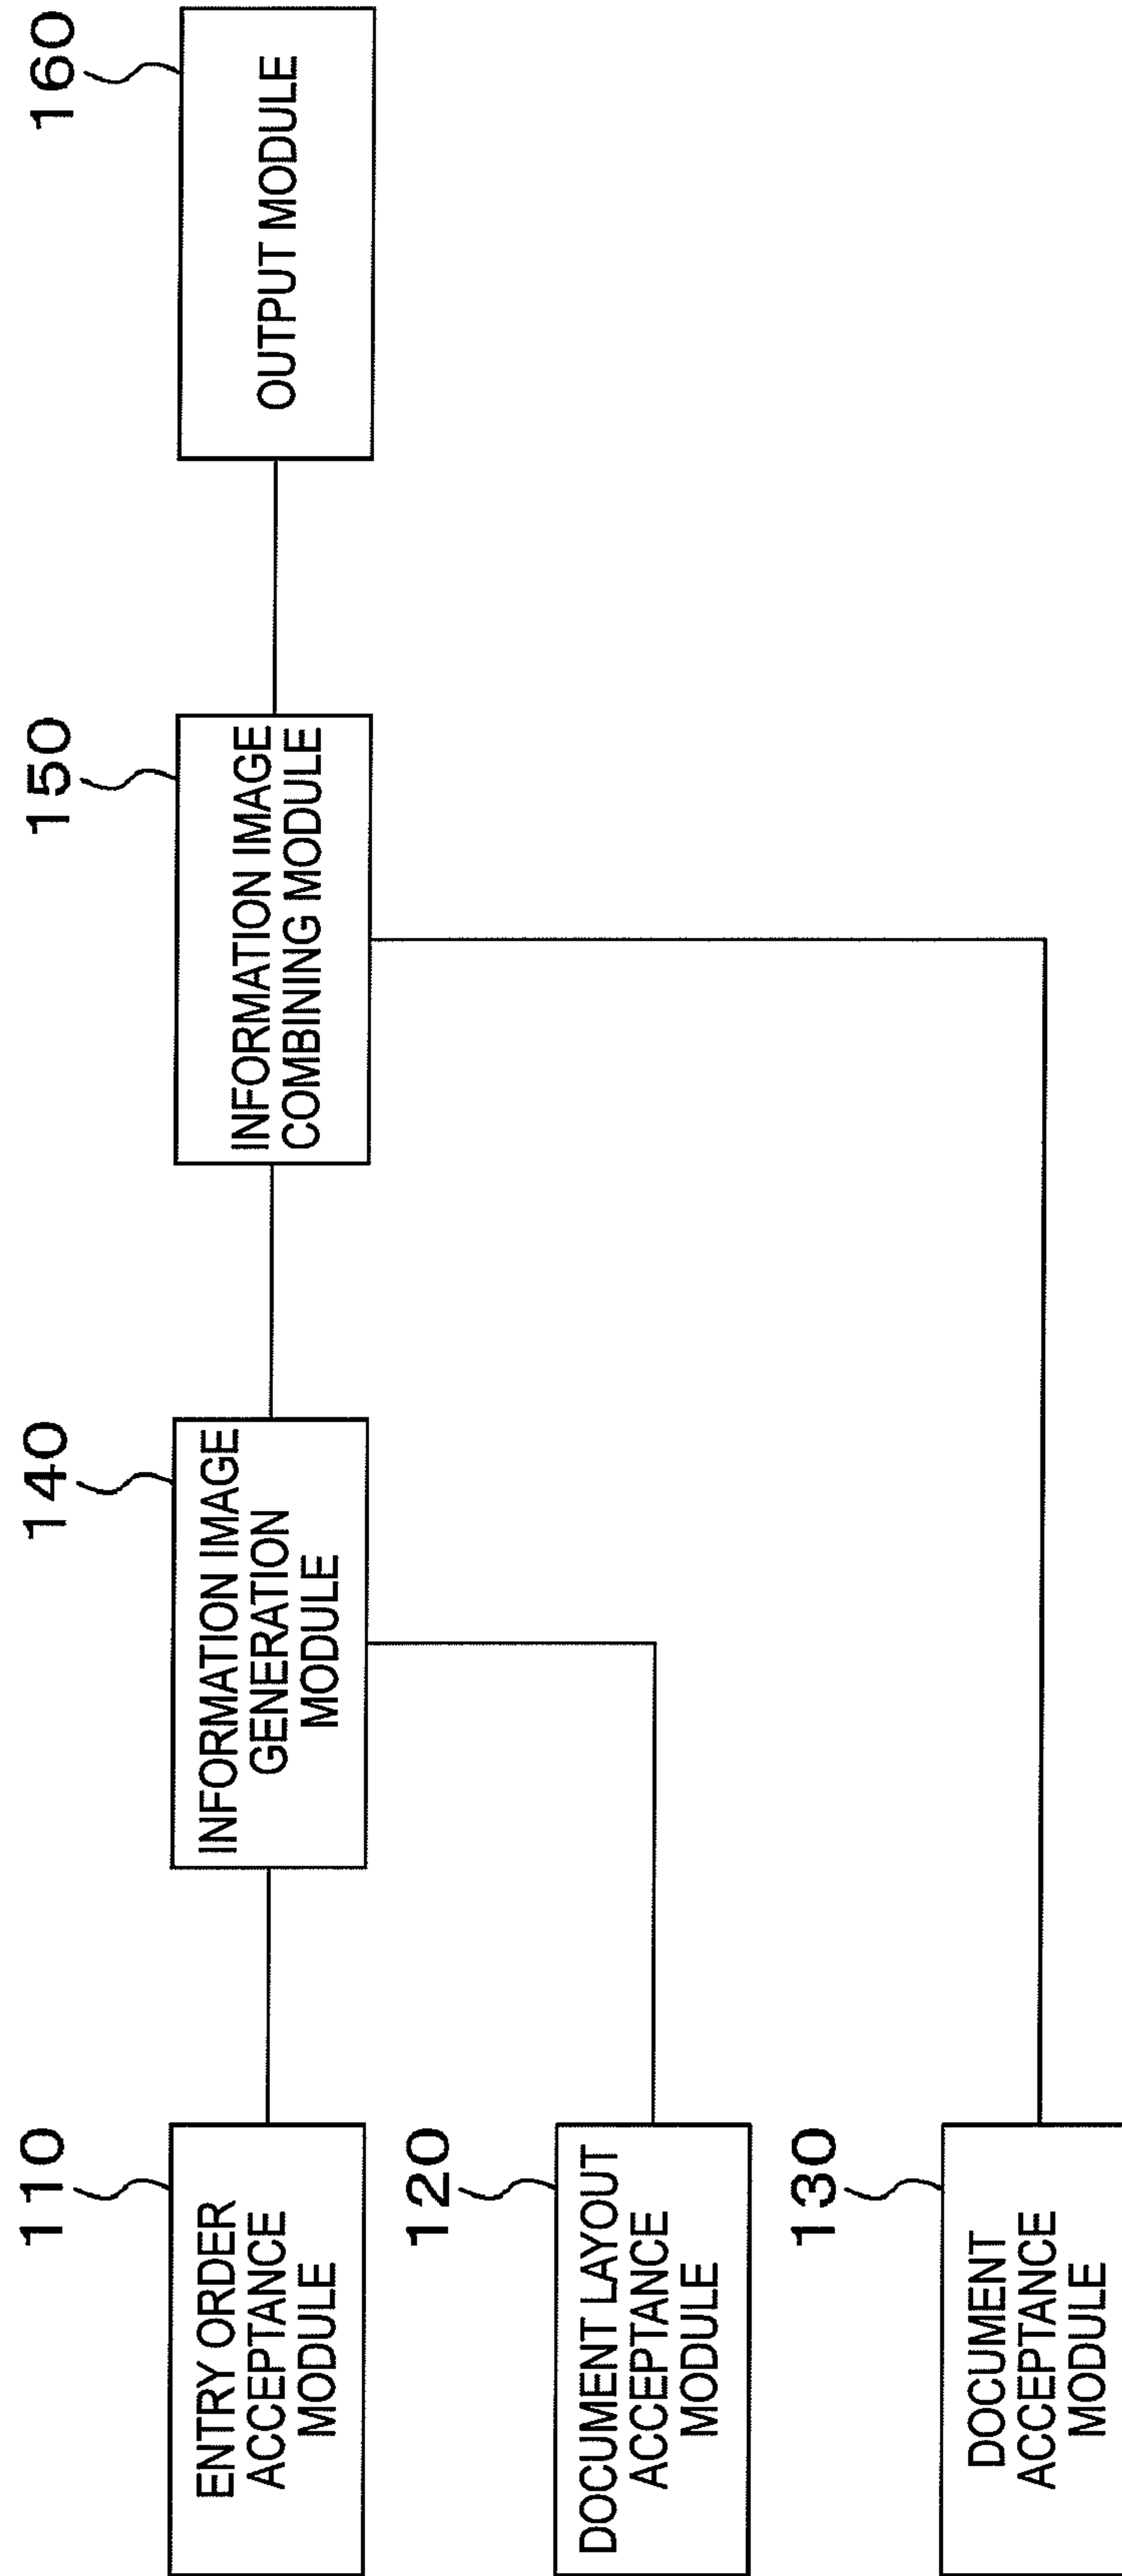 110
ENTRY ORDER
ACCEPTANCE
MODULE
120
DOCUMENT LAYOUT
ACCEPTANCE
MODULE
130
DOCUMENT
ACCEPTANCE
MODULE
140
INFORMATION IMAGE
GENERATION
MODULE
150
INFORMATION IMAGE
COMBINING MODULE
160
OUTPUT MODULE